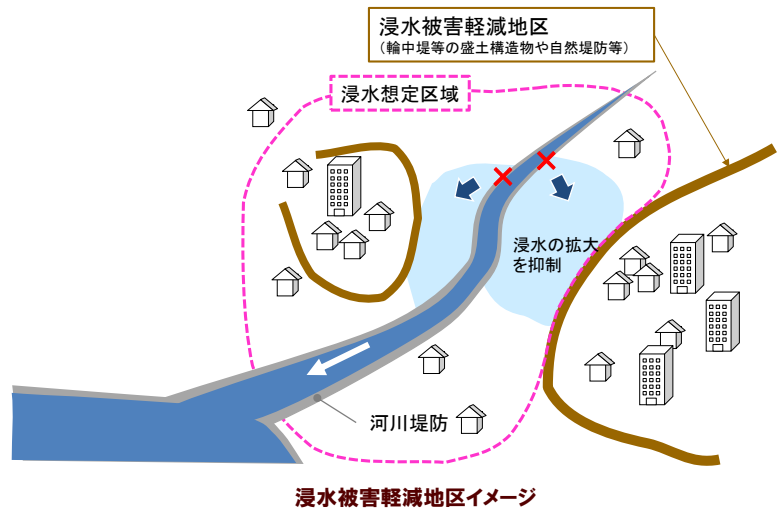 浸水被害軽減地区
（輪中堤等の盛土構造物や自然堤防等）
浸水想定区域
浸水の拡大
を抑制
河川堤防
浸水被害軽減地区イメージ